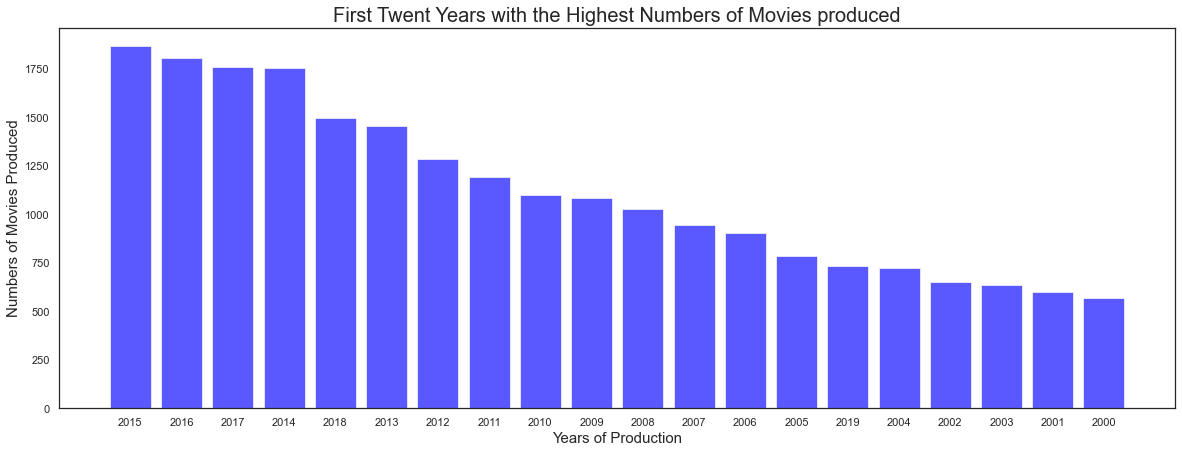 First Twent Years with the Highest Numbers of Movies produced
Numbers of Movies Produced
1750
1500
1250
1000
750
500
250
0
2015 2016 2017 2014 2018 2013 2012 2011 2010 2009 2008 2007 2006 2005 2019 2004 2002 2003 2001 2000
Years of Production